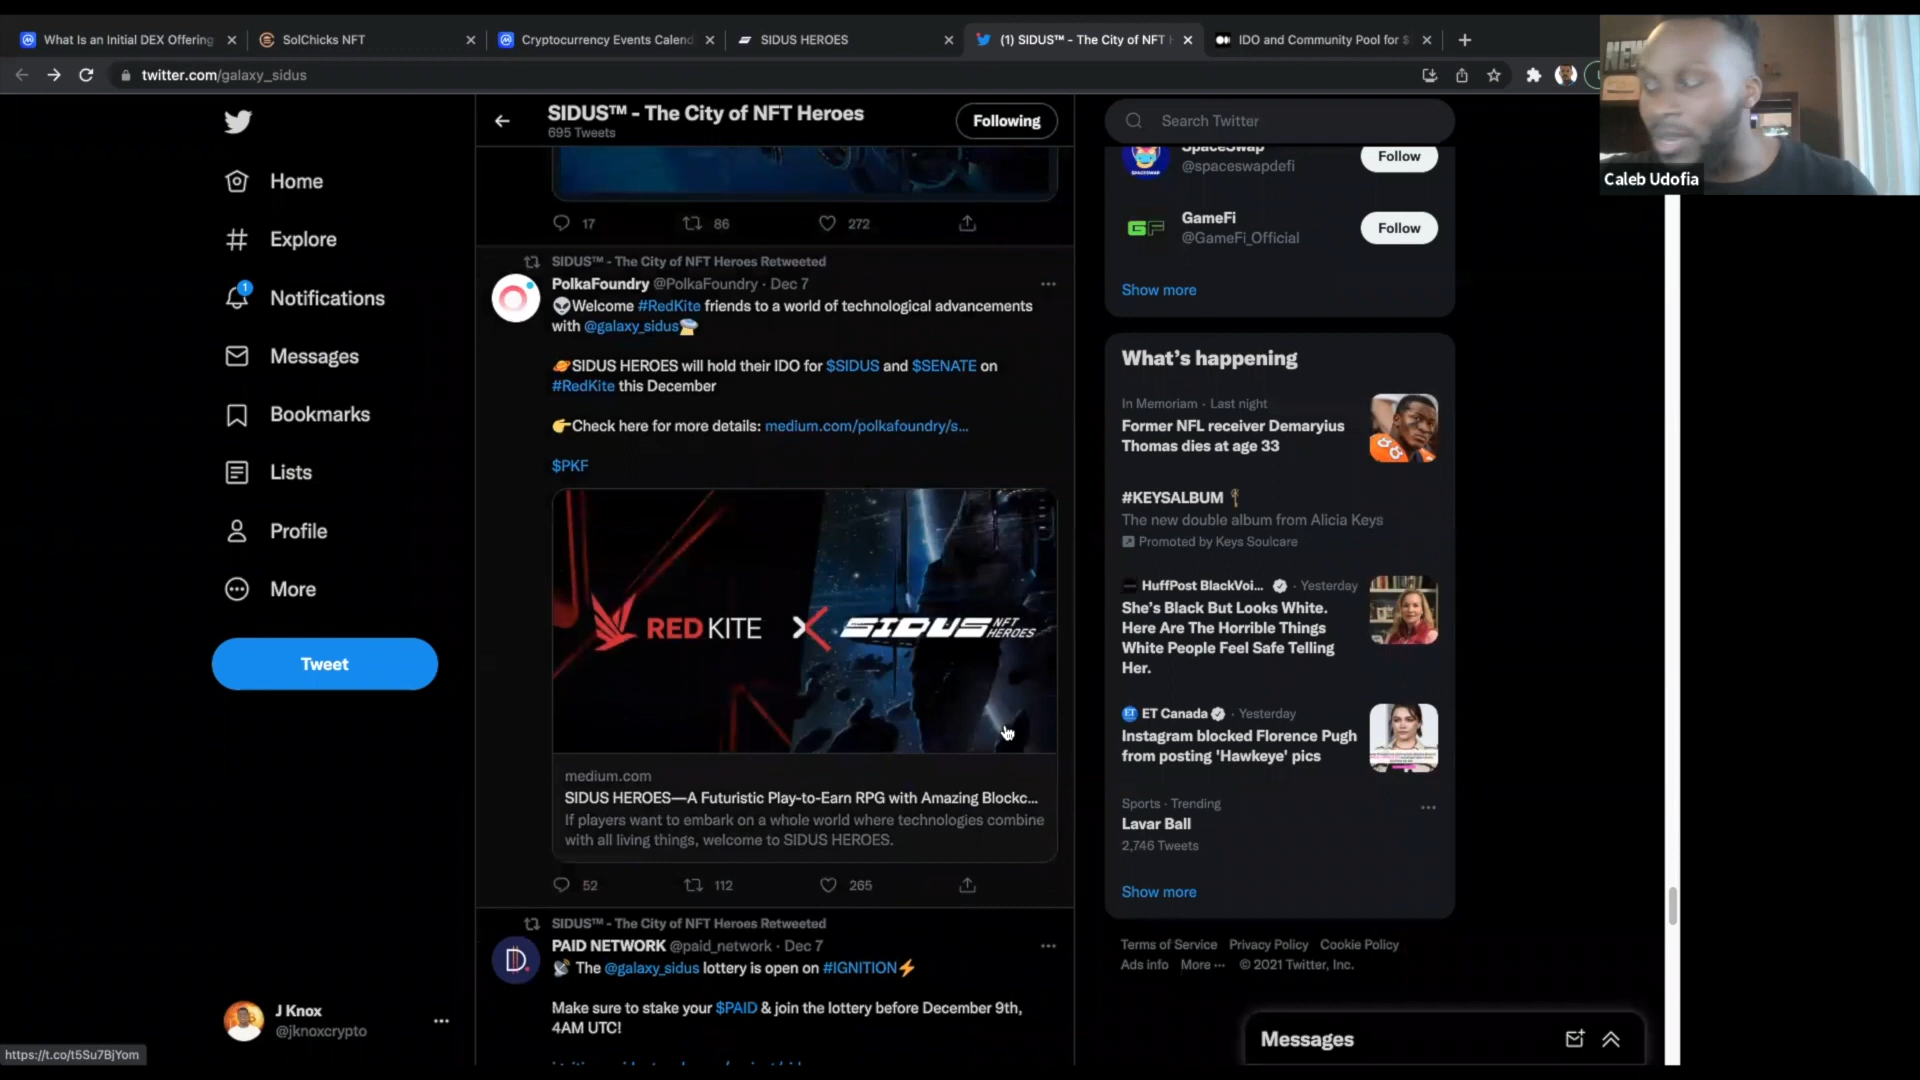 What Is an Initial DEX Offering
SolChicks NFT
Cryptocurrency Events Calend
SIDUS HEROES
(1) SIDUS™ - The City of NFT H
IDO and Community Pool for $
twitter.com/galaxy_sidus
Caleb Udofia
Home
Explore
1
Notifications
Messages
Bookmarks
Lists
Profile
More
Tweet
J Knox
@jknoxcrypto
https://t.co/t5Su7BjYom
SIDUS™ - The City of NFT Heroes
695 Tweets
Following
17 86 272
SIDUS™ - The City of NFT Heroes Retweeted
PolkaFoundry @PolkaFoundry · Dec 7
👽Welcome #RedKite friends to a world of technological advancements
with @galaxy_sidus🛸
🪐SIDUS HEROES will hold their IDO for $SIDUS and $SENATE on
#RedKite this December
👉Check here for more details: medium.com/polkafoundry/s...
$PKF
RED KITE X SIDUS NFT HEROES
medium.com
SIDUS HEROES—A Futuristic Play-to-Earn RPG with Amazing Blockc...
If players want to embark on a whole world where technologies combine
with all living things, welcome to SIDUS HEROES.
52 112 265
SIDUS™ - The City of NFT Heroes Retweeted
PAID NETWORK @paid_network · Dec 7
📡 The @galaxy_sidus lottery is open on #IGNITION⚡
Make sure to stake your $PAID & join the lottery before December 9th,
4AM UTC!
Search Twitter
SpaceSwap
@spaceswapdefi
Follow
GameFi
@GameFi_Official
Follow
Show more
What's happening
In Memoriam · Last night
Former NFL receiver Demaryius
Thomas dies at age 33
#KEYSALBUM
The new double album from Alicia Keys
Promoted by Keys Soulcare
HuffPost BlackVoi... · Yesterday
She's Black But Looks White.
Here Are The Horrible Things
White People Feel Safe Telling
Her.
ET Canada · Yesterday
Instagram blocked Florence Pugh
from posting 'Hawkeye' pics
Sports · Trending
Lavar Ball
2,746 Tweets
Show more
Terms of Service Privacy Policy Cookie Policy
Ads info More ··· © 2021 Twitter, Inc.
Messages